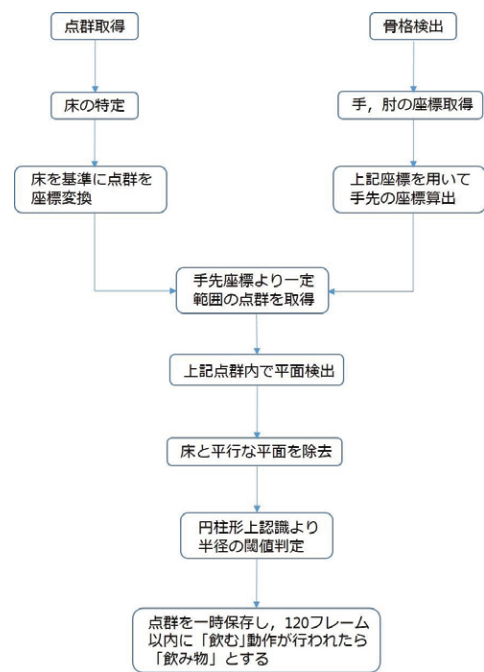 点群取得
骨格検出
床の特定
手，肘の座標取得
床を基準に点群を
座標変換
上記座標を用いて
手先の座標算出
手先座標より一定
範囲の点群を取得
上記点群内で平面検出
床と平行な平面を除去
円柱形上認識より
半径の閾値判定
点群を一時保存し，120フレーム
以内に「飲む」動作が行われたら
「飲み物」とする